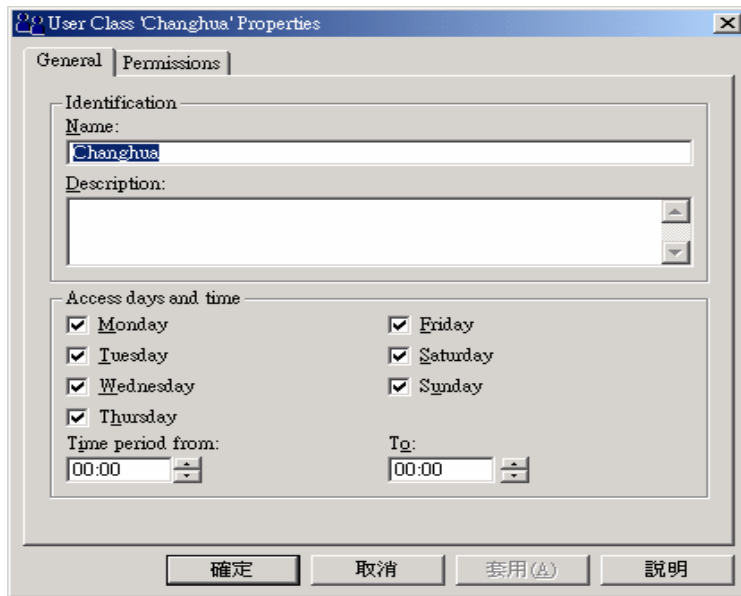 User Class 'Changhua' Properties
General Permissions
Identification
Name:
Changhua
Description:
Access days and time
Monday Friday
Tuesday Saturday
Wednesday Sunday
Thursday
Time period from: To:
00:00 00:00
確定 取消 套用(A) 說明